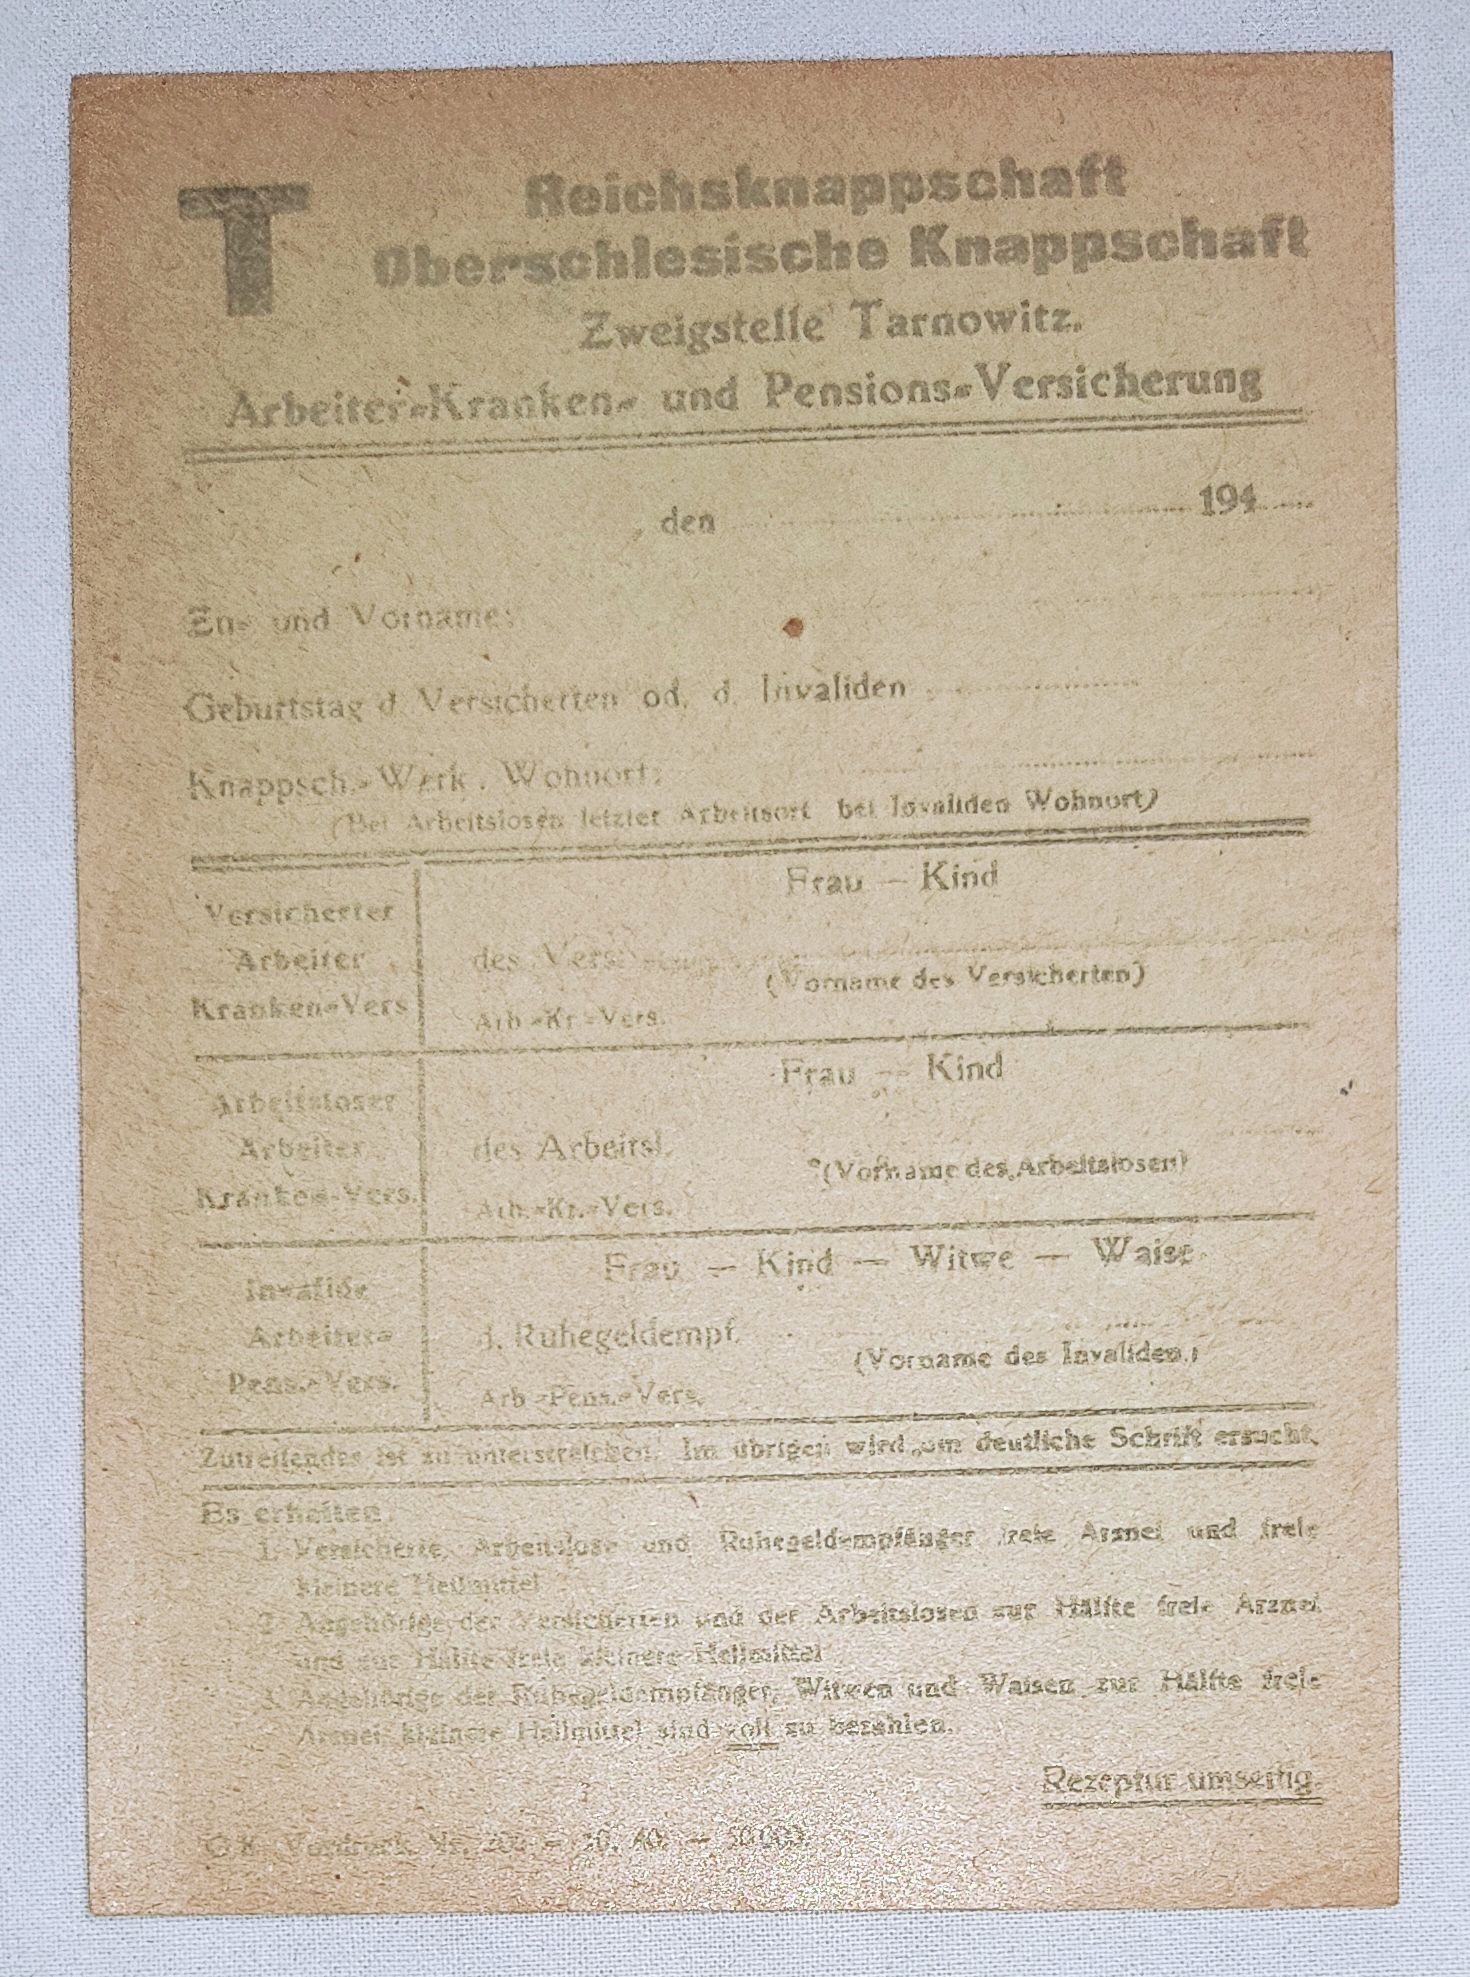 T
Reichsknappschaft
Oberschlesische Knappschaft
Zweigstelle Tarnowitz.
Arbeiter-Kranken- und Pensions-Versicherung
den 194
Zu- und Vorname:
Geburtstag d. Versicherten od. d. Invaliden
Knappsch.-Werk, Wohnort:
(Bei Arbeitslosen letzter Arbeitsort bei Invaliden Wohnort)
Versicherter
Arbeiter
Kranken-Vers
Frau — Kind
des Vers
(Vorname des Versicherten)
Arb.-Kr.-Vers.
Arbeitsloser
Arbeiter
Kranken-Vers.
Frau — Kind
des Arbeitsl.
(Vorname des Arbeitslosen)
Arb.-Kr.-Vers.
Invalide
Arbeiter-
Pens.-Vers.
Frau — Kind — Witwe — Waise
d. Ruhegeldempf.
(Vorname des Invaliden.)
Arb.-Pens.-Vers.
Zutreffendes ist zu unterstreichen. Im übrigen wird um deutliche Schrift ersucht.
Es erhalten
1. Versicherte, Arbeitslose und Ruhegeldempfänger freie Arznei und freie
kleinere Heilmittel
2. Angehörige der Versicherten und der Arbeitslosen zur Hälfte freie Arznei
und zur Hälfte freie kleinere Heilmittel
3. Angehörige der Ruhegeldempfänger, Witwen und Waisen zur Hälfte freie
Arznei kleinere Heilmittel sind voll zu bezahlen.
Rezeptur umseitig.
Vordruck Nr. 40. —